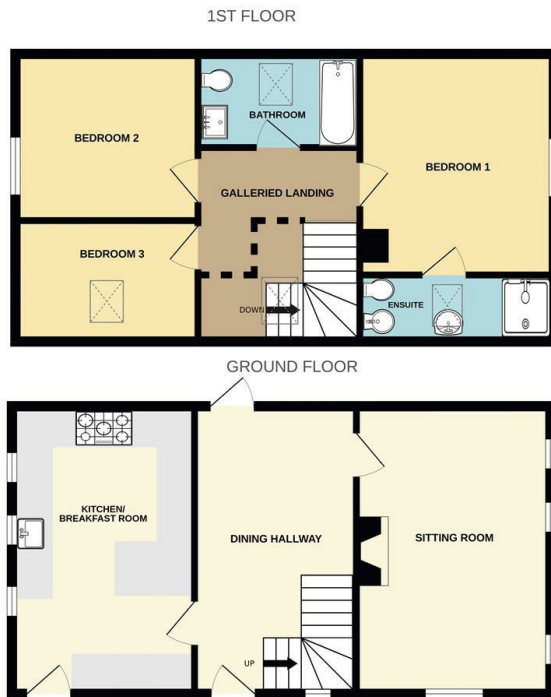 1ST FLOOR
BEDROOM 2
BATHROOM
BEDROOM 1
GALLERIED LANDING
BEDROOM 3
DOWN
ENSUITE
GROUND FLOOR
KITCHEN/
BREAKFAST ROOM
DINING HALLWAY
SITTING ROOM
UP